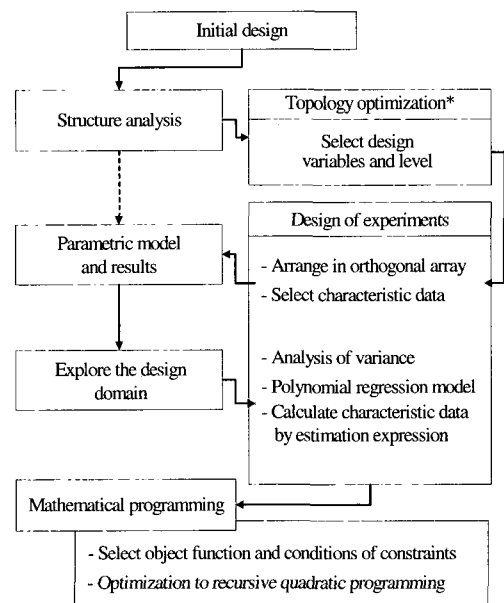 Initial design
Structure analysis
Topology optimization*
Select design
variables and level
Design of experiments
- Arrange in orthogonal array
- Select characteristic data
Parametric model
and results
Explore the design
domain
- Analysis of variance
- Polynomial regression model
- Calculate characteristic data
by estimation expression
Mathematical programming
- Select object function and conditions of constraints
- Optimization to recursive quadratic programming